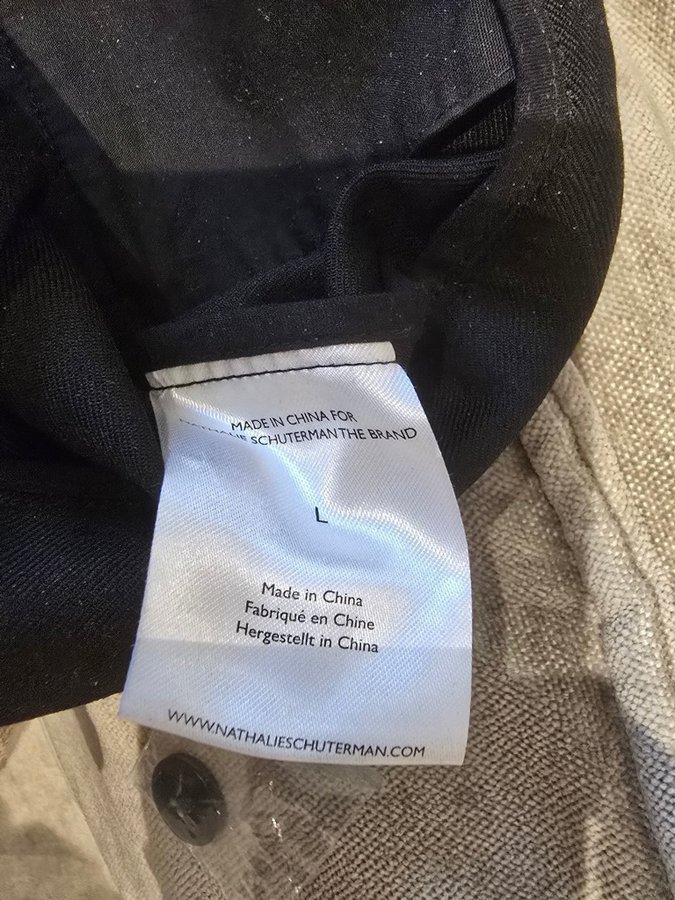 MADE IN CHINA FOR
NATHALIE SCHUTERMAN THE BRAND
L
Made in China
Fabriqué en Chine
Hergestellt in China
WWW.NATHALIESCHUTERMAN.COM